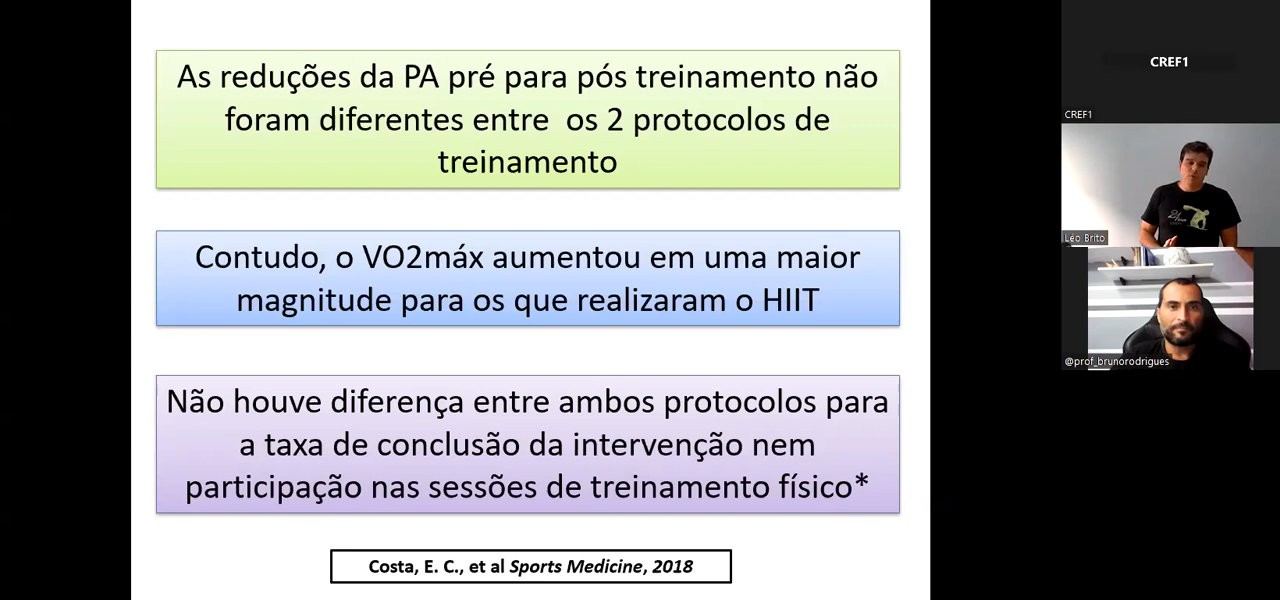 As reduções da PA pré para pós treinamento não
foram diferentes entre os 2 protocolos de
treinamento
Contudo, o VO2máx aumentou em uma maior
magnitude para os que realizaram o HIIT
Não houve diferença entre ambos protocolos para
a taxa de conclusão da intervenção nem
participação nas sessões de treinamento físico*
Costa, E. C., et al Sports Medicine, 2018
CREF1
CREF1
Léo Brito
@prof_brunorodrigues